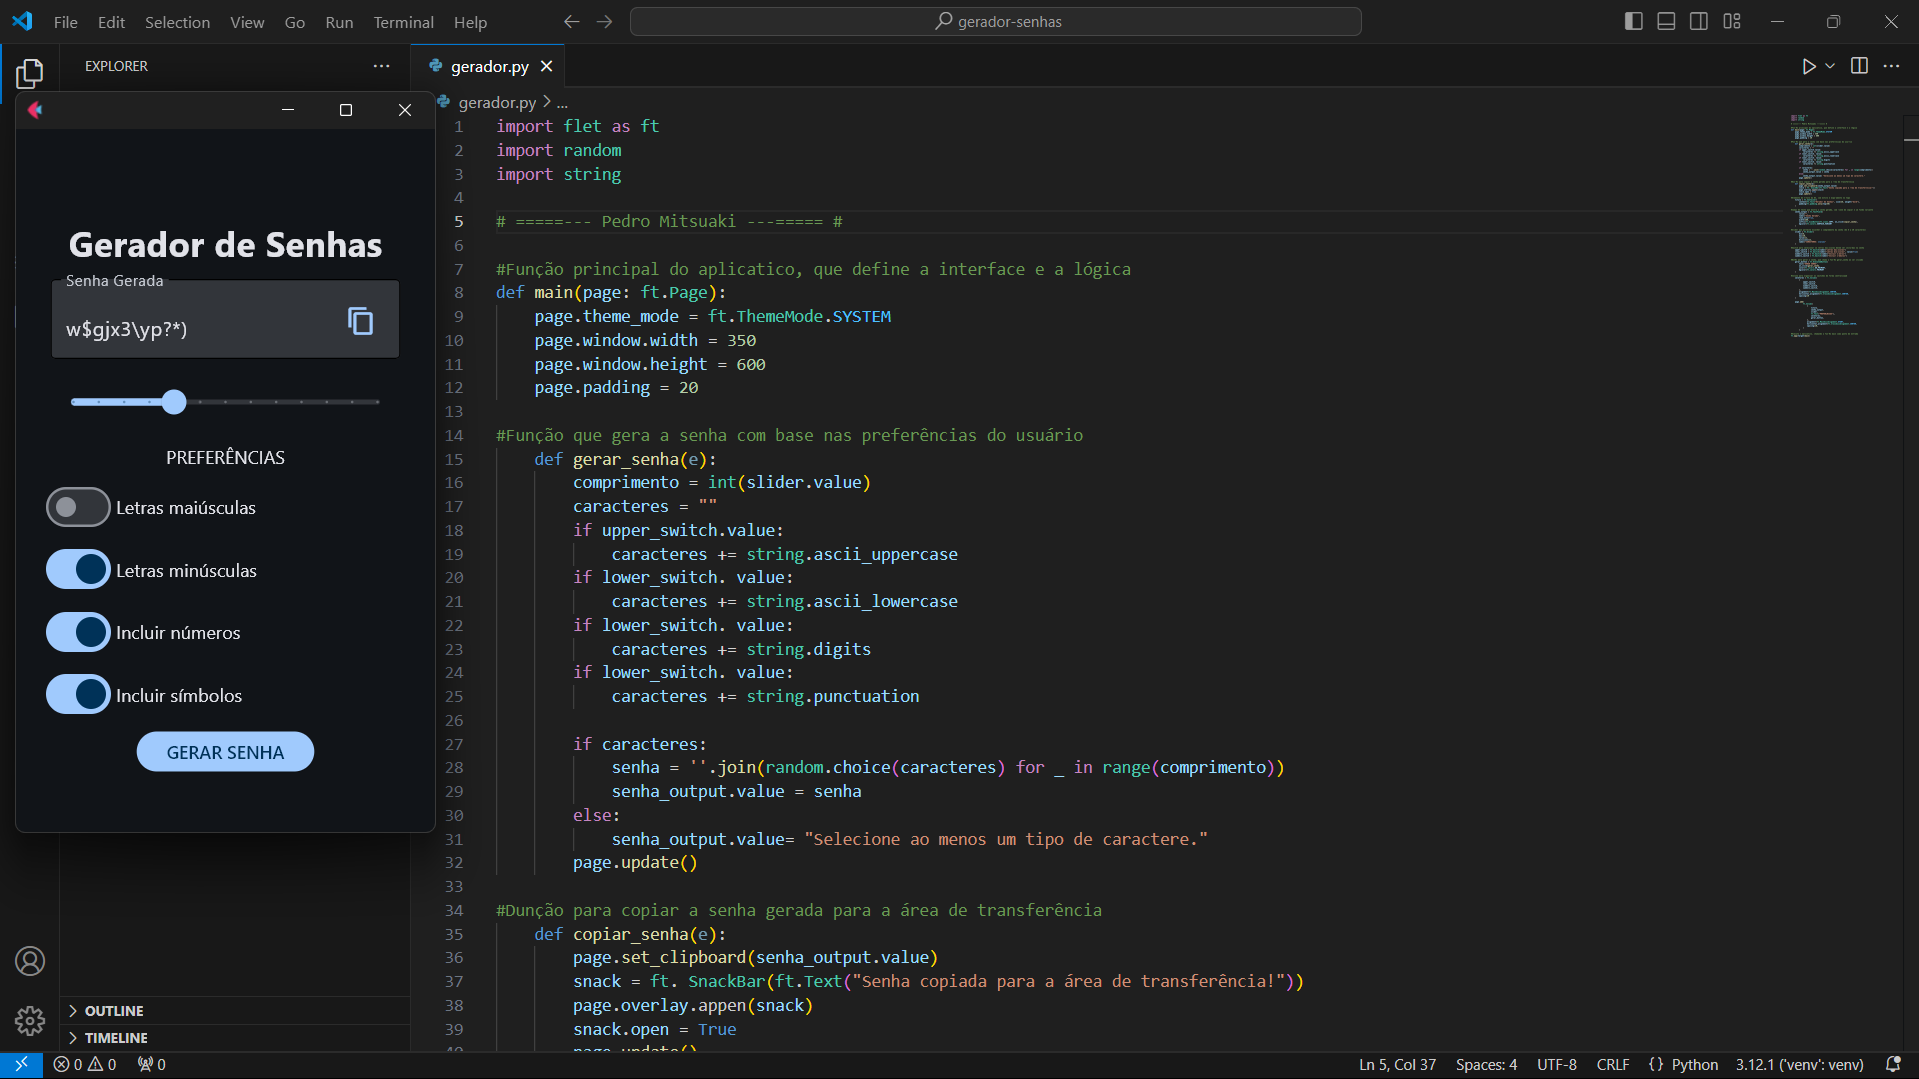 File Edit Selection View Go Run Terminal Help
gerador-senhas
EXPLORER
gerador.py
gerador.py > ...
Gerador de Senhas
Senha Gerada
w$gjx3\yp?*)
PREFERÊNCIAS
Letras maiúsculas
Letras minúsculas
Incluir números
Incluir símbolos
GERAR SENHA
1 import flet as ft
2 import random
3 import string
4
5 # =====--- Pedro Mitsuaki ---===== #
6
7 #Função principal do aplicatico, que define a interface e a lógica
8 def main(page: ft.Page):
9 page.theme_mode = ft.ThemeMode.SYSTEM
10 page.window.width = 350
11 page.window.height = 600
12 page.padding = 20
13
14 #Função que gera a senha com base nas preferências do usuário
15 def gerar_senha(e):
16 comprimento = int(slider.value)
17 caracteres = ""
18 if upper_switch.value:
19 caracteres += string.ascii_uppercase
20 if lower_switch. value:
21 caracteres += string.ascii_lowercase
22 if lower_switch. value:
23 caracteres += string.digits
24 if lower_switch. value:
25 caracteres += string.punctuation
26
27 if caracteres:
28 senha = ''.join(random.choice(caracteres) for _ in range(comprimento))
29 senha_output.value = senha
30 else:
31 senha_output.value= "Selecione ao menos um tipo de caractere."
32 page.update()
33
34 #Dunção para copiar a senha gerada para a área de transferência
35 def copiar_senha(e):
36 page.set_clipboard(senha_output.value)
37 snack = ft. SnackBar(ft.Text("Senha copiada para a área de transferência!"))
38 page.overlay.appen(snack)
39 snack.open = True
40 page.update()
OUTLINE
TIMELINE
0 0 0
Ln 5, Col 37 Spaces: 4 UTF-8 CRLF {} Python 3.12.1 ('venv': venv)